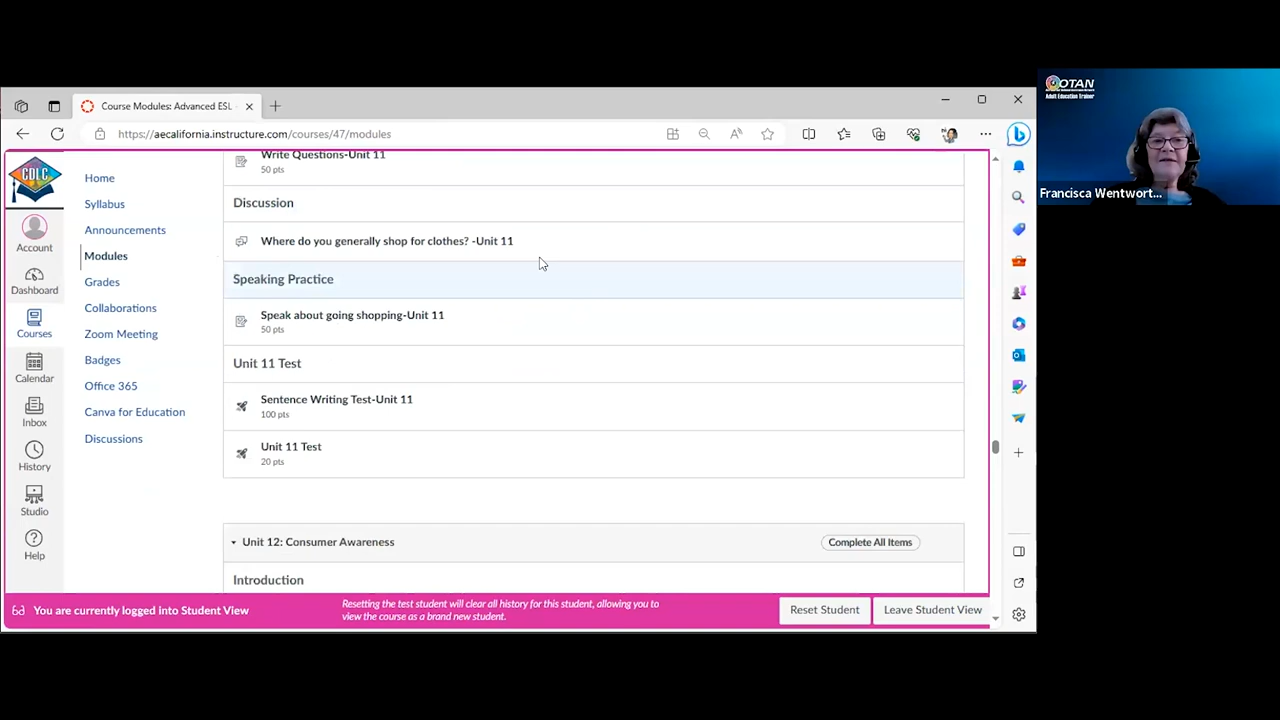 Course Modules: Advanced ESL
https://aecalifornia.instructure.com/courses/47/modules
OTAN
Adult Education Trainer
Francisca Wentwort...
CDLC
Account
Dashboard
Courses
Calendar
Inbox
History
Studio
Help
Home
Syllabus
Announcements
Modules
Grades
Collaborations
Zoom Meeting
Badges
Office 365
Canva for Education
Discussions
Write Questions-Unit 11
50 pts
Discussion
Where do you generally shop for clothes? -Unit 11
Speaking Practice
Speak about going shopping-Unit 11
50 pts
Unit 11 Test
Sentence Writing Test-Unit 11
100 pts
Unit 11 Test
20 pts
Unit 12: Consumer Awareness
Complete All Items
Introduction
You are currently logged into Student View
Resetting the test student will clear all history for this student, allowing you to
view the course as a brand new student.
Reset Student
Leave Student View